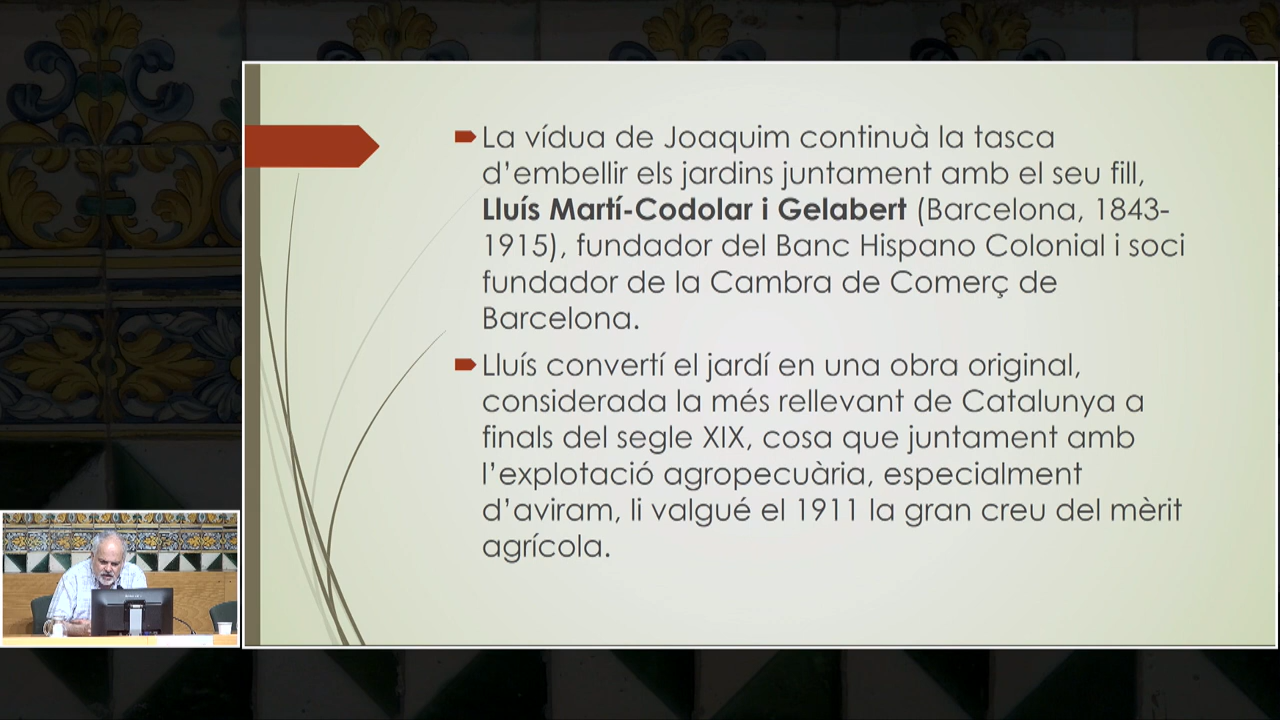 La vídua de Joaquim continuà la tasca
d’embellir els jardins juntament amb el seu fill,
Lluís Martí-Codolar i Gelabert (Barcelona, 1843-
1915), fundador del Banc Hispano Colonial i soci
fundador de la Cambra de Comerç de
Barcelona.
Lluís convertí el jardí en una obra original,
considerada la més rellevant de Catalunya a
finals del segle XIX, cosa que juntament amb
l’explotació agropecuària, especialment
d’aviram, li valgué el 1911 la gran creu del mèrit
agrícola.